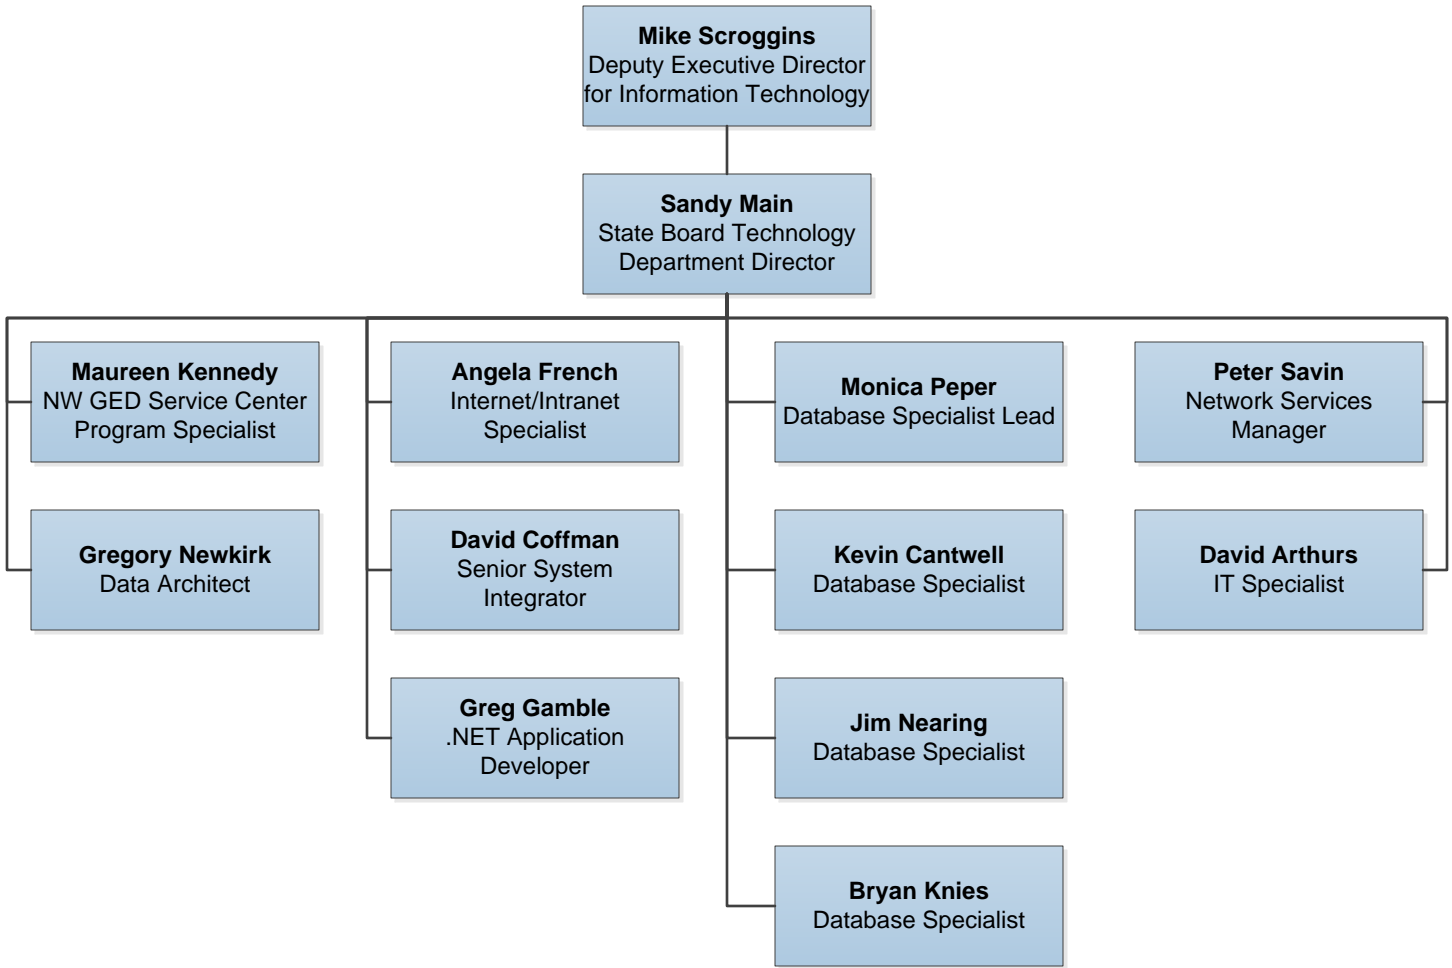 Mike Scroggins
Deputy Executive Director
for Information Technology
Sandy Main
State Board Technology
Department Director
Maureen Kennedy
NW GED Service Center
Program Specialist
Angela French
Internet/Intranet
Specialist
Monica Peper
Database Specialist Lead
Peter Savin
Network Services
Manager
Gregory Newkirk
Data Architect
David Coffman
Senior System
Integrator
Kevin Cantwell
Database Specialist
David Arthurs
IT Specialist
Greg Gamble
.NET Application
Developer
Jim Nearing
Database Specialist
Bryan Knies
Database Specialist